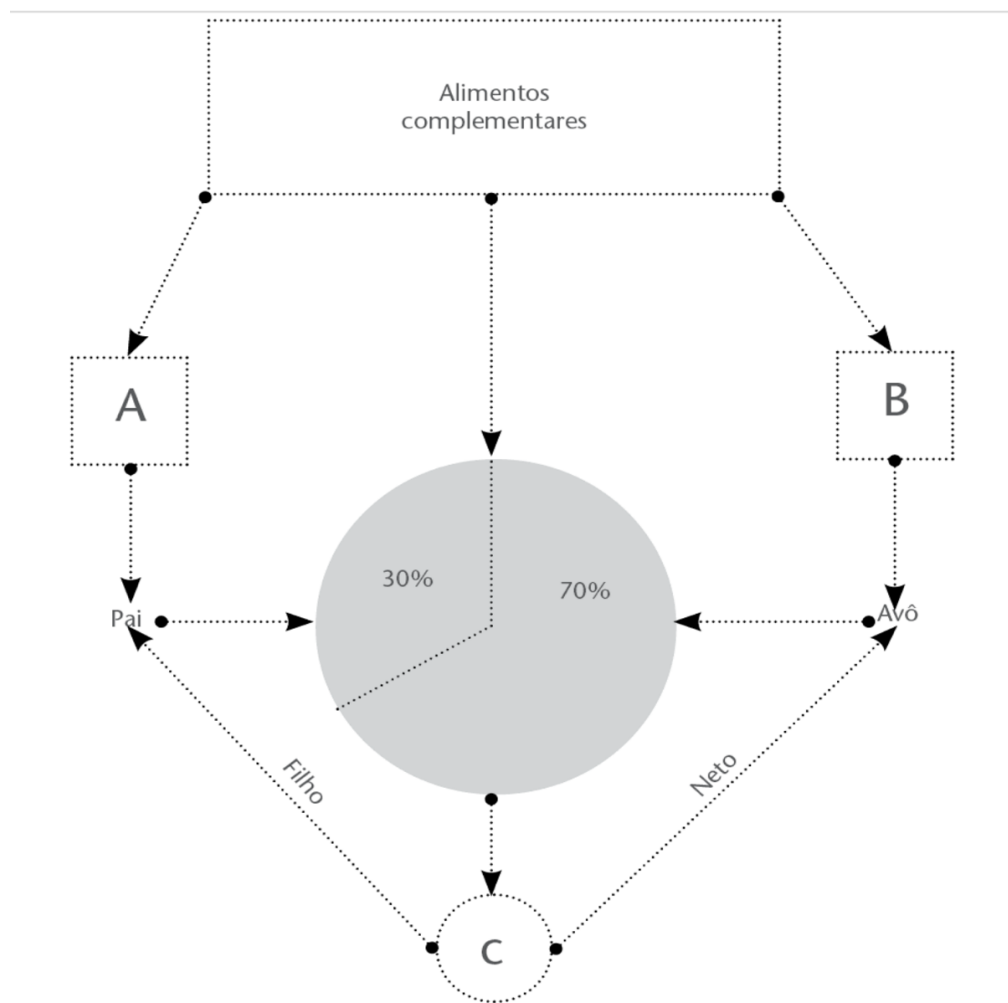 Alimentos
complementares
A
B
30%
70%
Pai
Avô
Filho
Neto
C